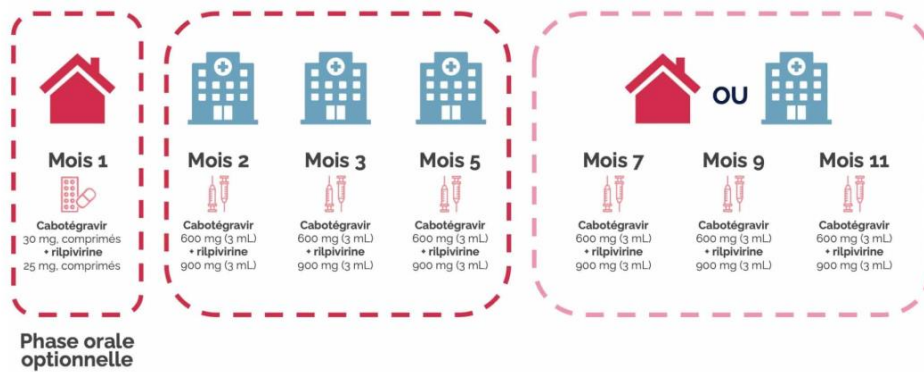 OU
Mois 1
Cabotégravir
30 mg, comprimés
+ rilpivirine
25 mg, comprimés
Mois 2
Cabotégravir
600 mg (3 mL)
+ rilpivirine
900 mg (3 mL)
Mois 3
Cabotégravir
600 mg (3 mL)
+ rilpivirine
900 mg (3 mL)
Mois 5
Cabotégravir
600 mg (3 mL)
+ rilpivirine
900 mg (3 mL)
Mois 7
Cabotégravir
600 mg (3 mL)
+ rilpivirine
900 mg (3 mL)
Mois 9
Cabotégravir
600 mg (3 mL)
+ rilpivirine
900 mg (3 mL)
Mois 11
Cabotégravir
600 mg (3 mL)
+ rilpivirine
900 mg (3 mL)
Phase orale
optionnelle